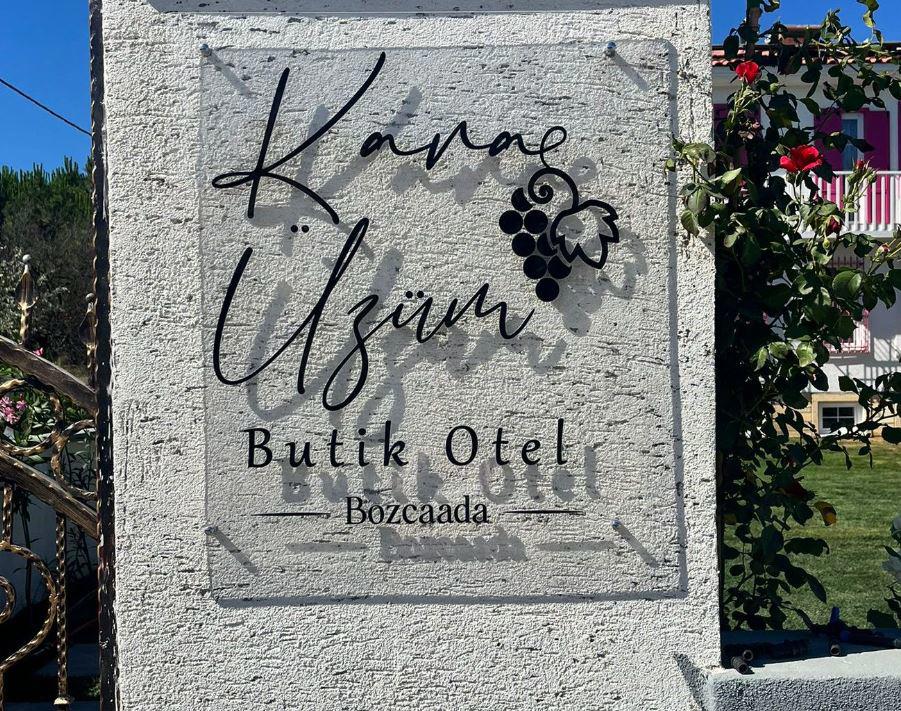 Kara
Üzüm
Butik Otel
Bozcaada